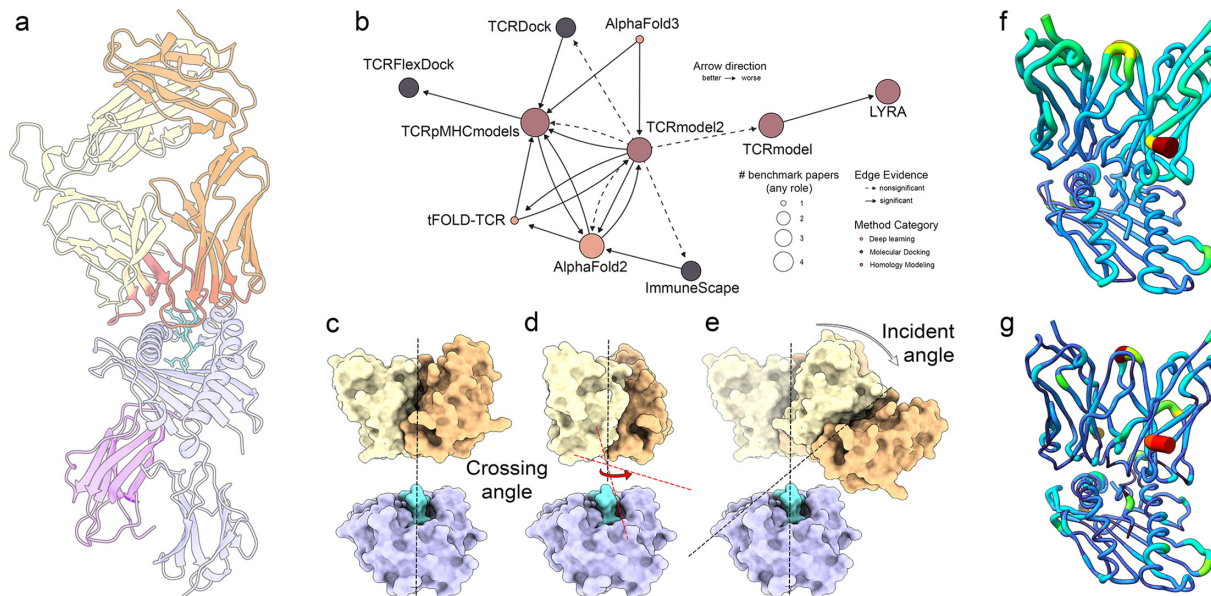 a
b
TCRDock
AlphaFold3
TCRFlexDock
Arrow direction
better → worse
TCRpMHCmodels
TCRmodel2
TCRmodel
LYRA
tFOLD-TCR
AlphaFold2
ImmuneScape
# benchmark papers
(any role)
1
2
3
4
Edge Evidence
nonsignificant
significant
Method Category
Deep learning
Molecular Docking
Homology Modeling
c
d
e
Crossing
angle
Incident
angle
f
g